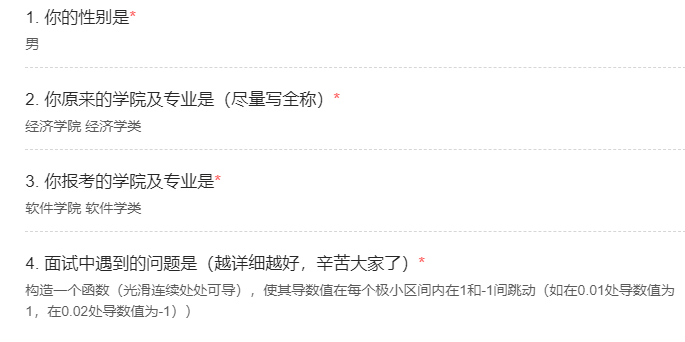 1. 你的性别是*
男
2. 你原来的学院及专业是（尽量写全称）*
经济学院 经济学类
3. 你报考的学院及专业是*
软件学院 软件学类
4. 面试中遇到的问题是（越详细越好，辛苦大家了）*
构造一个函数（光滑连续处处可导），使其导数值在每个极小区间内在1和-1间跳动（如在0.01处导数值为
1，在0.02处导数值为-1））